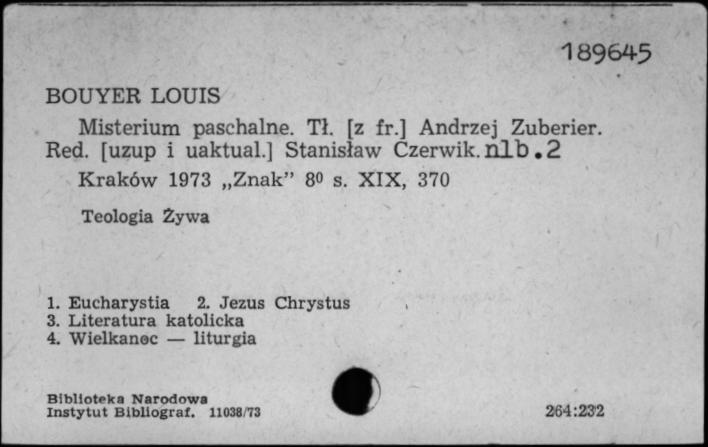 189645
BOUYER LOUIS
Misterium paschalne. Tł. [z fr.] Andrzej Zuberier.
Red. [uzup i uaktual.] Stanisław Czerwik. nlb.2
Kraków 1973 „Znak” 8⁰ s. XIX, 370
Teologia Żywa
1. Eucharystia 2. Jezus Chrystus
3. Literatura katolicka
4. Wielkanec — liturgia
Biblioteka Narodowa
Instytut Bibliograf. 11038/73
264:232